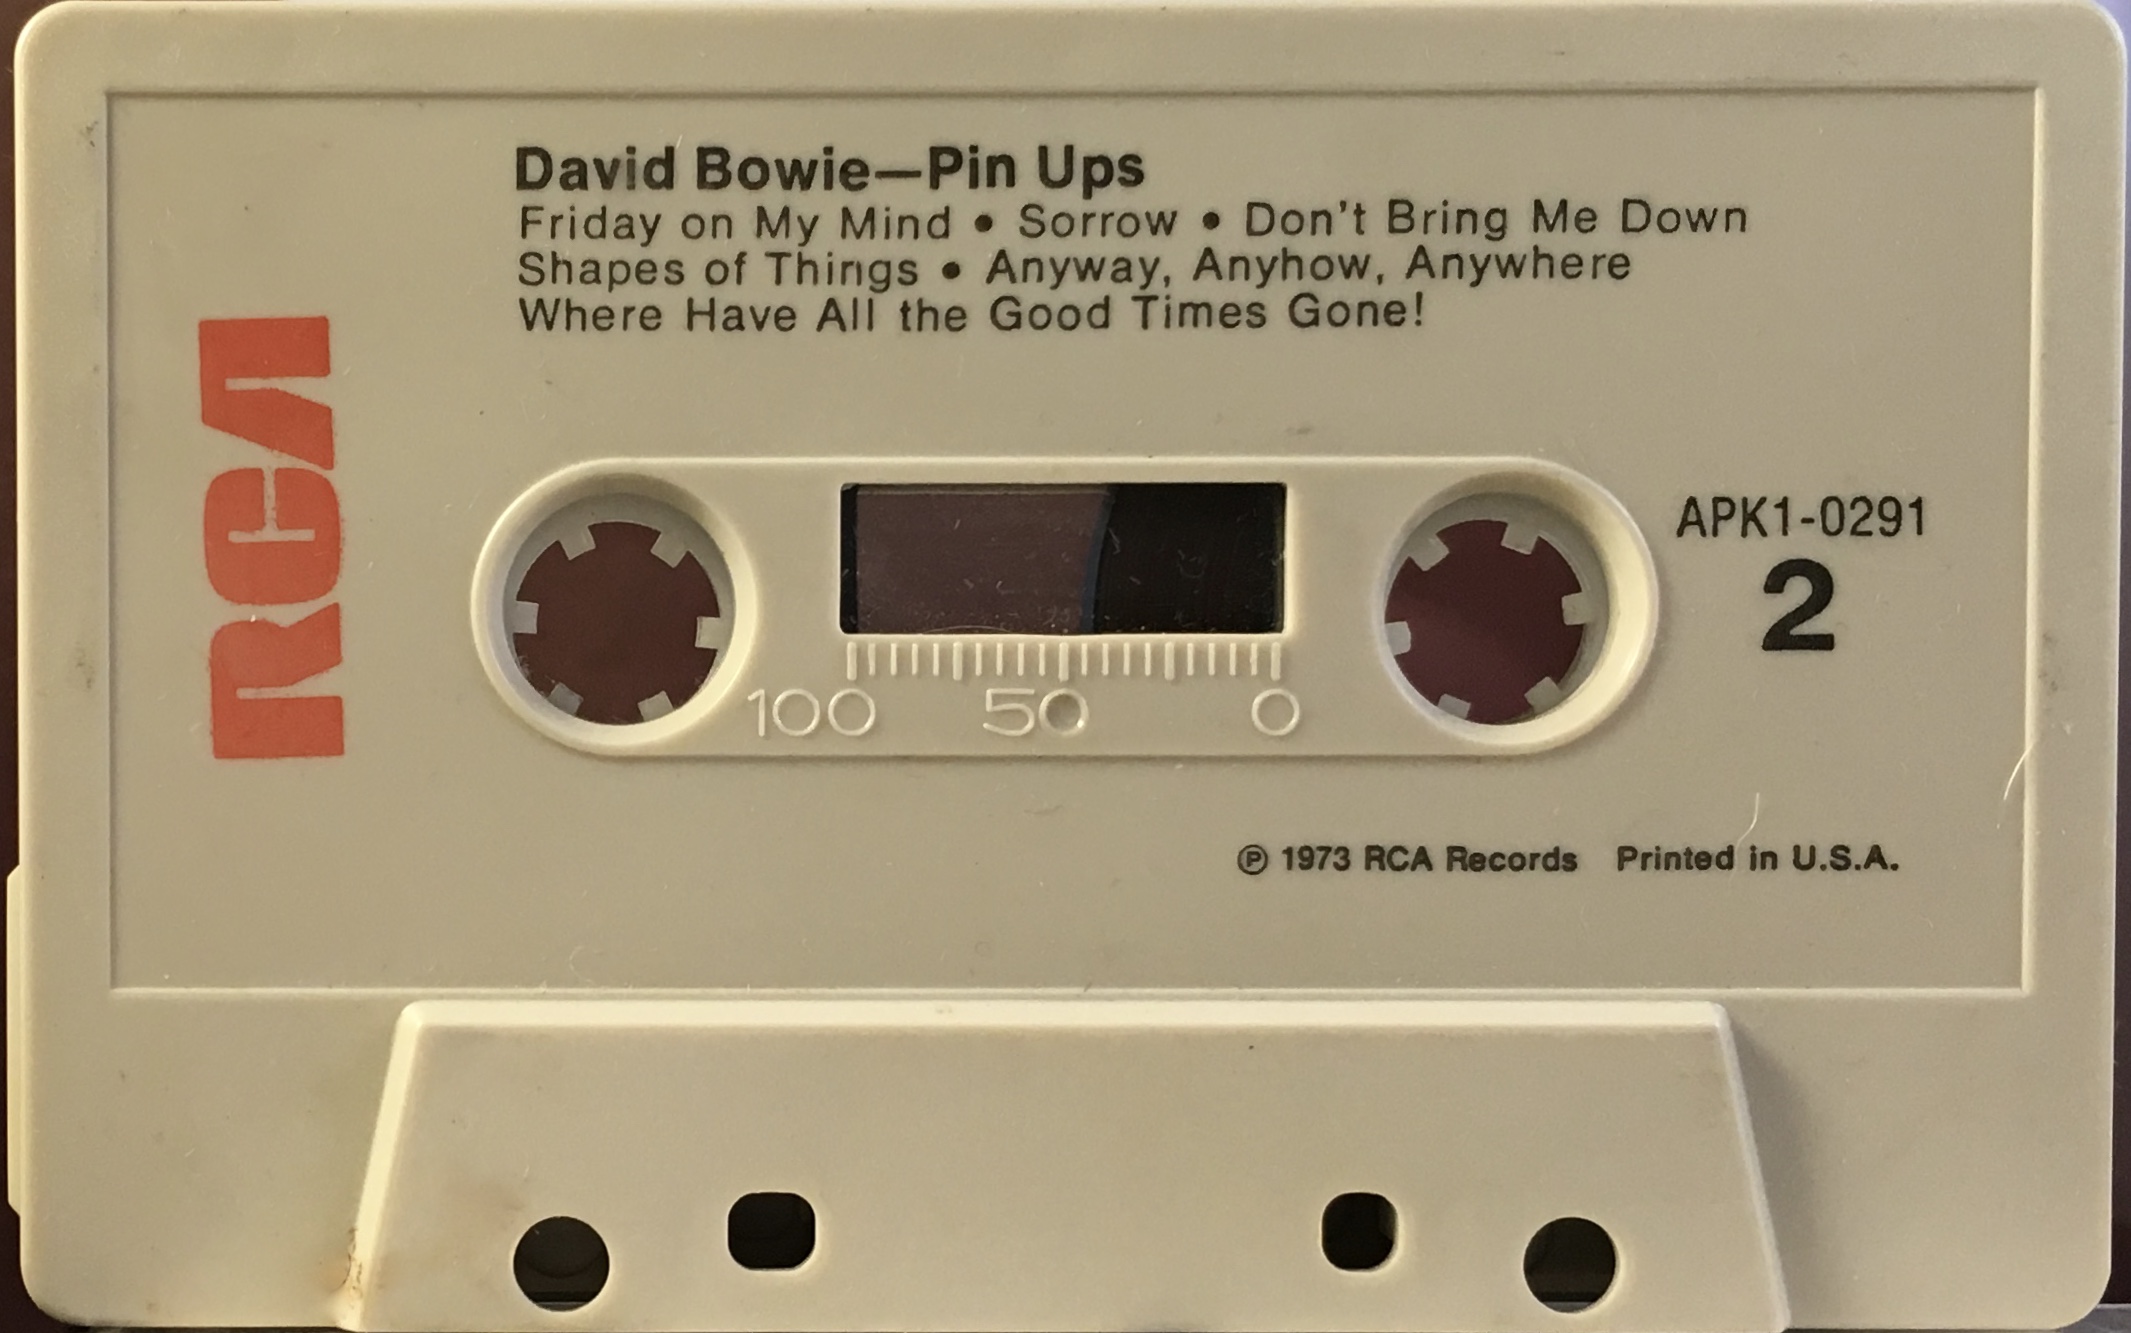 David Bowie—Pin Ups
Friday on My Mind • Sorrow • Don't Bring Me Down
Shapes of Things • Anyway, Anyhow, Anywhere
Where Have All the Good Times Gone!
RCA
APK1-0291
2
100 50 0
℗ 1973 RCA Records Printed in U.S.A.